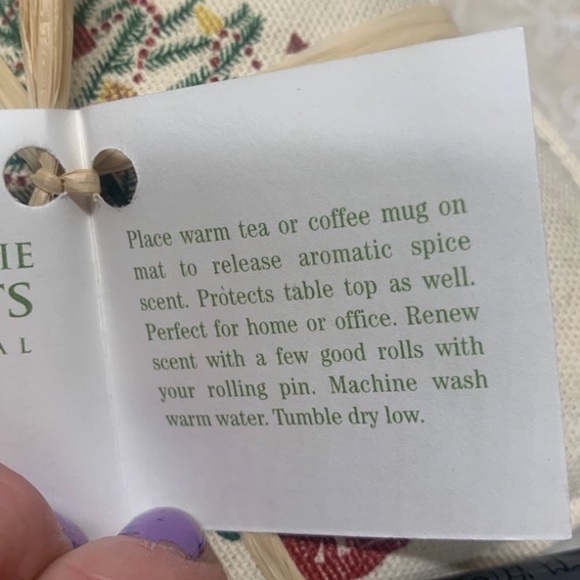 IE
TS
AL
Place warm tea or coffee mug on
mat to release aromatic spice
scent. Protects table top as well.
Perfect for home or office. Renew
scent with a few good rolls with
your rolling pin. Machine wash
warm water. Tumble dry low.